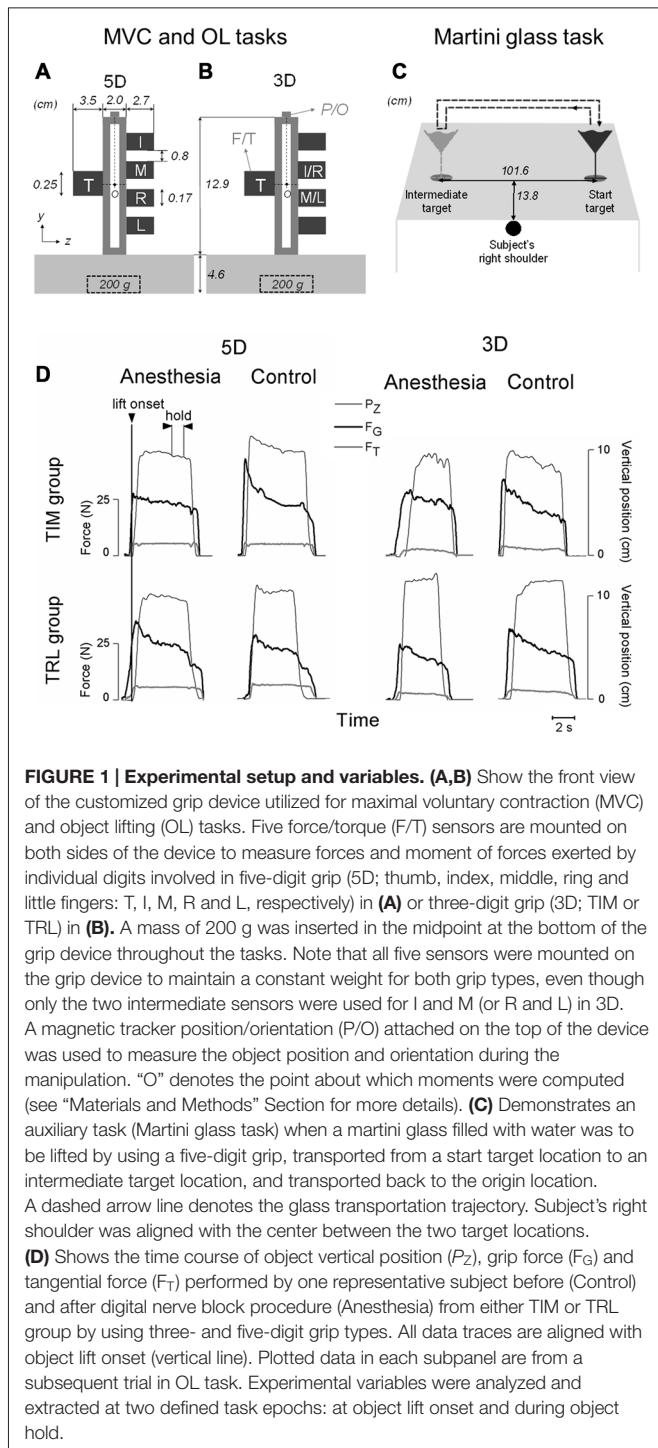 MVC and OL tasks
Martini glass task
A
B
C
5D
3D
(cm)
3.5 2.0 2.7
P/O
F/T
I
M
R
L
T
O
0.8
0.25
0.17
y
z
200 g
12.9
4.6
T
I/R
M/L
200 g
(cm)
101.6
13.8
Intermediate
target
Start
target
Subject's
right shoulder
D
5D
3D
Anesthesia
Control
Anesthesia
Control
lift onset
hold
P_Z
F_G
F_T
TIM group
Force (N)
25
0
10
0
Vertical position (cm)
TRL group
Force (N)
25
0
10
0
Vertical position (cm)
Time
2 s
FIGURE 1 | Experimental setup and variables. (A,B) Show the front view
of the customized grip device utilized for maximal voluntary contraction (MVC)
and object lifting (OL) tasks. Five force/torque (F/T) sensors are mounted on
both sides of the device to measure forces and moment of forces exerted by
individual digits involved in five-digit grip (5D; thumb, index, middle, ring and
little fingers: T, I, M, R and L, respectively) in (A) or three-digit grip (3D; TIM or
TRL) in (B). A mass of 200 g was inserted in the midpoint at the bottom of the
grip device throughout the tasks. Note that all five sensors were mounted on
the grip device to maintain a constant weight for both grip types, even though
only the two intermediate sensors were used for I and M (or R and L) in 3D.
A magnetic tracker position/orientation (P/O) attached on the top of the device
was used to measure the object position and orientation during the
manipulation. “O” denotes the point about which moments were computed
(see “Materials and Methods” Section for more details). (C) Demonstrates an
auxiliary task (Martini glass task) when a martini glass filled with water was to
be lifted by using a five-digit grip, transported from a start target location to an
intermediate target location, and transported back to the origin location.
A dashed arrow line denotes the glass transportation trajectory. Subject's right
shoulder was aligned with the center between the two target locations.
(D) Shows the time course of object vertical position (P_Z), grip force (F_G) and
tangential force (F_T) performed by one representative subject before (Control)
and after digital nerve block procedure (Anesthesia) from either TIM or TRL
group by using three- and five-digit grip types. All data traces are aligned with
object lift onset (vertical line). Plotted data in each subpanel are from a
subsequent trial in OL task. Experimental variables were analyzed and
extracted at two defined task epochs: at object lift onset and during object
hold.